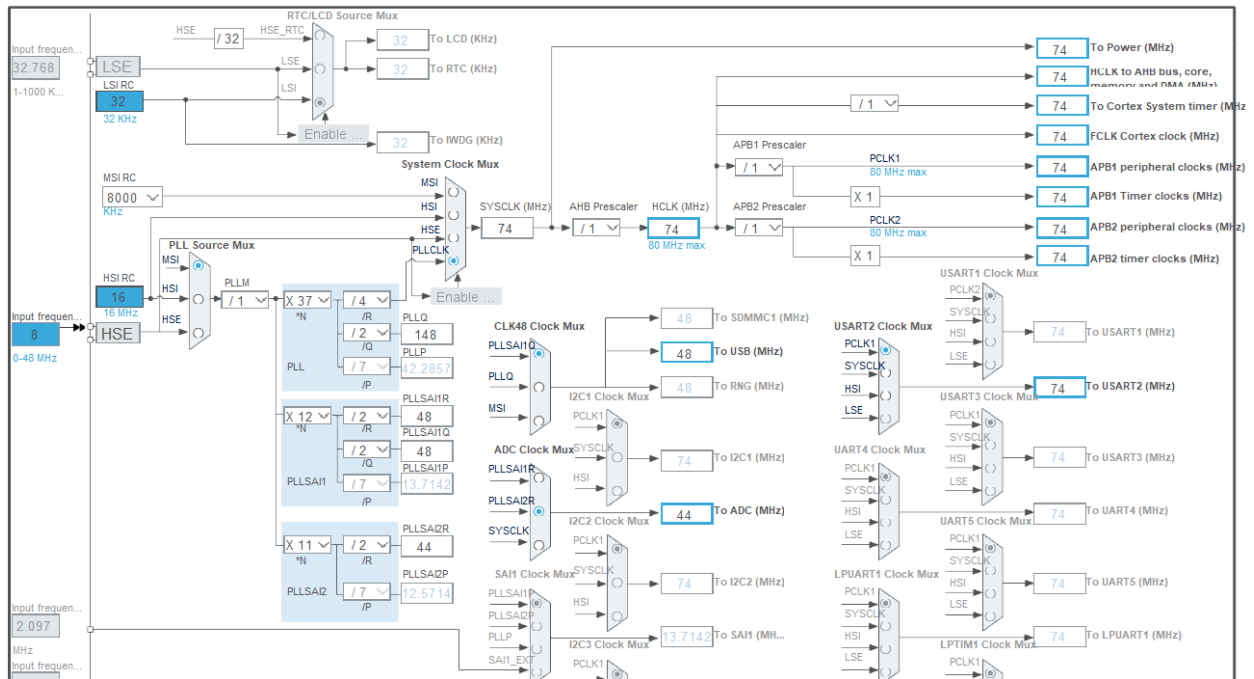 RTC/LCD Source Mux
HSE
/ 32
HSE_RTC
32
To LCD (KHz)
Input frequen...
32.768
1-1000 K...
LSE
LSE
32
To RTC (KHz)
LSI RC
32
32 KHz
LSI
Enable ...
32
To IWDG (KHz)
74
To Power (MHz)
74
HCLK to AHB bus, core,
memory and DMA (MHz)
/ 1
74
To Cortex System timer (MHz
74
FCLK Cortex clock (MHz)
System Clock Mux
MSI
HSI
HSE
PLLCLK
Enable ...
MSI RC
8000
KHz
SYSCLK (MHz)
74
AHB Prescaler
/ 1
HCLK (MHz)
74
80 MHz max
APB1 Prescaler
/ 1
PCLK1
80 MHz max
74
APB1 peripheral clocks (MHz)
X 1
74
APB1 Timer clocks (MHz)
APB2 Prescaler
/ 1
PCLK2
80 MHz max
74
APB2 peripheral clocks (MHz)
X 1
74
APB2 timer clocks (MHz)
PLL Source Mux
MSI
HSI
HSE
HSI RC
16
16 MHz
Input frequen...
8
0-48 MHz
HSE
PLLM
/ 1
X 37
*N
/ 4
/R
PLLQ
/ 2
148
/Q
PLLP
/ 7
42.2857
/P
PLL
PLLSAI1R
X 12
*N
/ 2
48
/R
PLLSAI1Q
/ 2
48
/Q
PLLSAI1P
/ 7
13.7142
/P
PLLSAI1
PLLSAI2R
X 11
*N
/ 2
44
/R
PLLSAI2P
/ 7
12.5714
/P
PLLSAI2
CLK48 Clock Mux
PLLSAI1Q
PLLQ
MSI
48
To SDMMC1 (MHz)
48
To USB (MHz)
48
To RNG (MHz)
ADC Clock Mux
PLLSAI1R
PLLSAI2R
SYSCLK
44
To ADC (MHz)
SAI1 Clock Mux
PLLSAI1P
PLLSAI2P
PLLP
SAI1_EXT
13.7142
To SAI1 (MH...
I2C1 Clock Mux
PCLK1
SYSCLK
HSI
74
To I2C1 (MHz)
I2C2 Clock Mux
PCLK1
SYSCLK
HSI
74
To I2C2 (MHz)
I2C3 Clock Mux
PCLK1
USART1 Clock Mux
PCLK2
SYSCLK
HSI
LSE
74
To USART1 (MHz)
USART2 Clock Mux
PCLK1
SYSCLK
HSI
LSE
74
To USART2 (MHz)
USART3 Clock Mux
PCLK1
SYSCLK
HSI
LSE
74
To USART3 (MHz)
UART4 Clock Mux
PCLK1
SYSCLK
HSI
LSE
74
To UART4 (MHz)
UART5 Clock Mux
PCLK1
SYSCLK
HSI
LSE
74
To UART5 (MHz)
LPUART1 Clock Mux
PCLK1
SYSCLK
HSI
LSE
74
To LPUART1 (MHz)
LPTIM1 Clock Mux
PCLK1
Input frequen...
2.097
MHz
Input frequen...